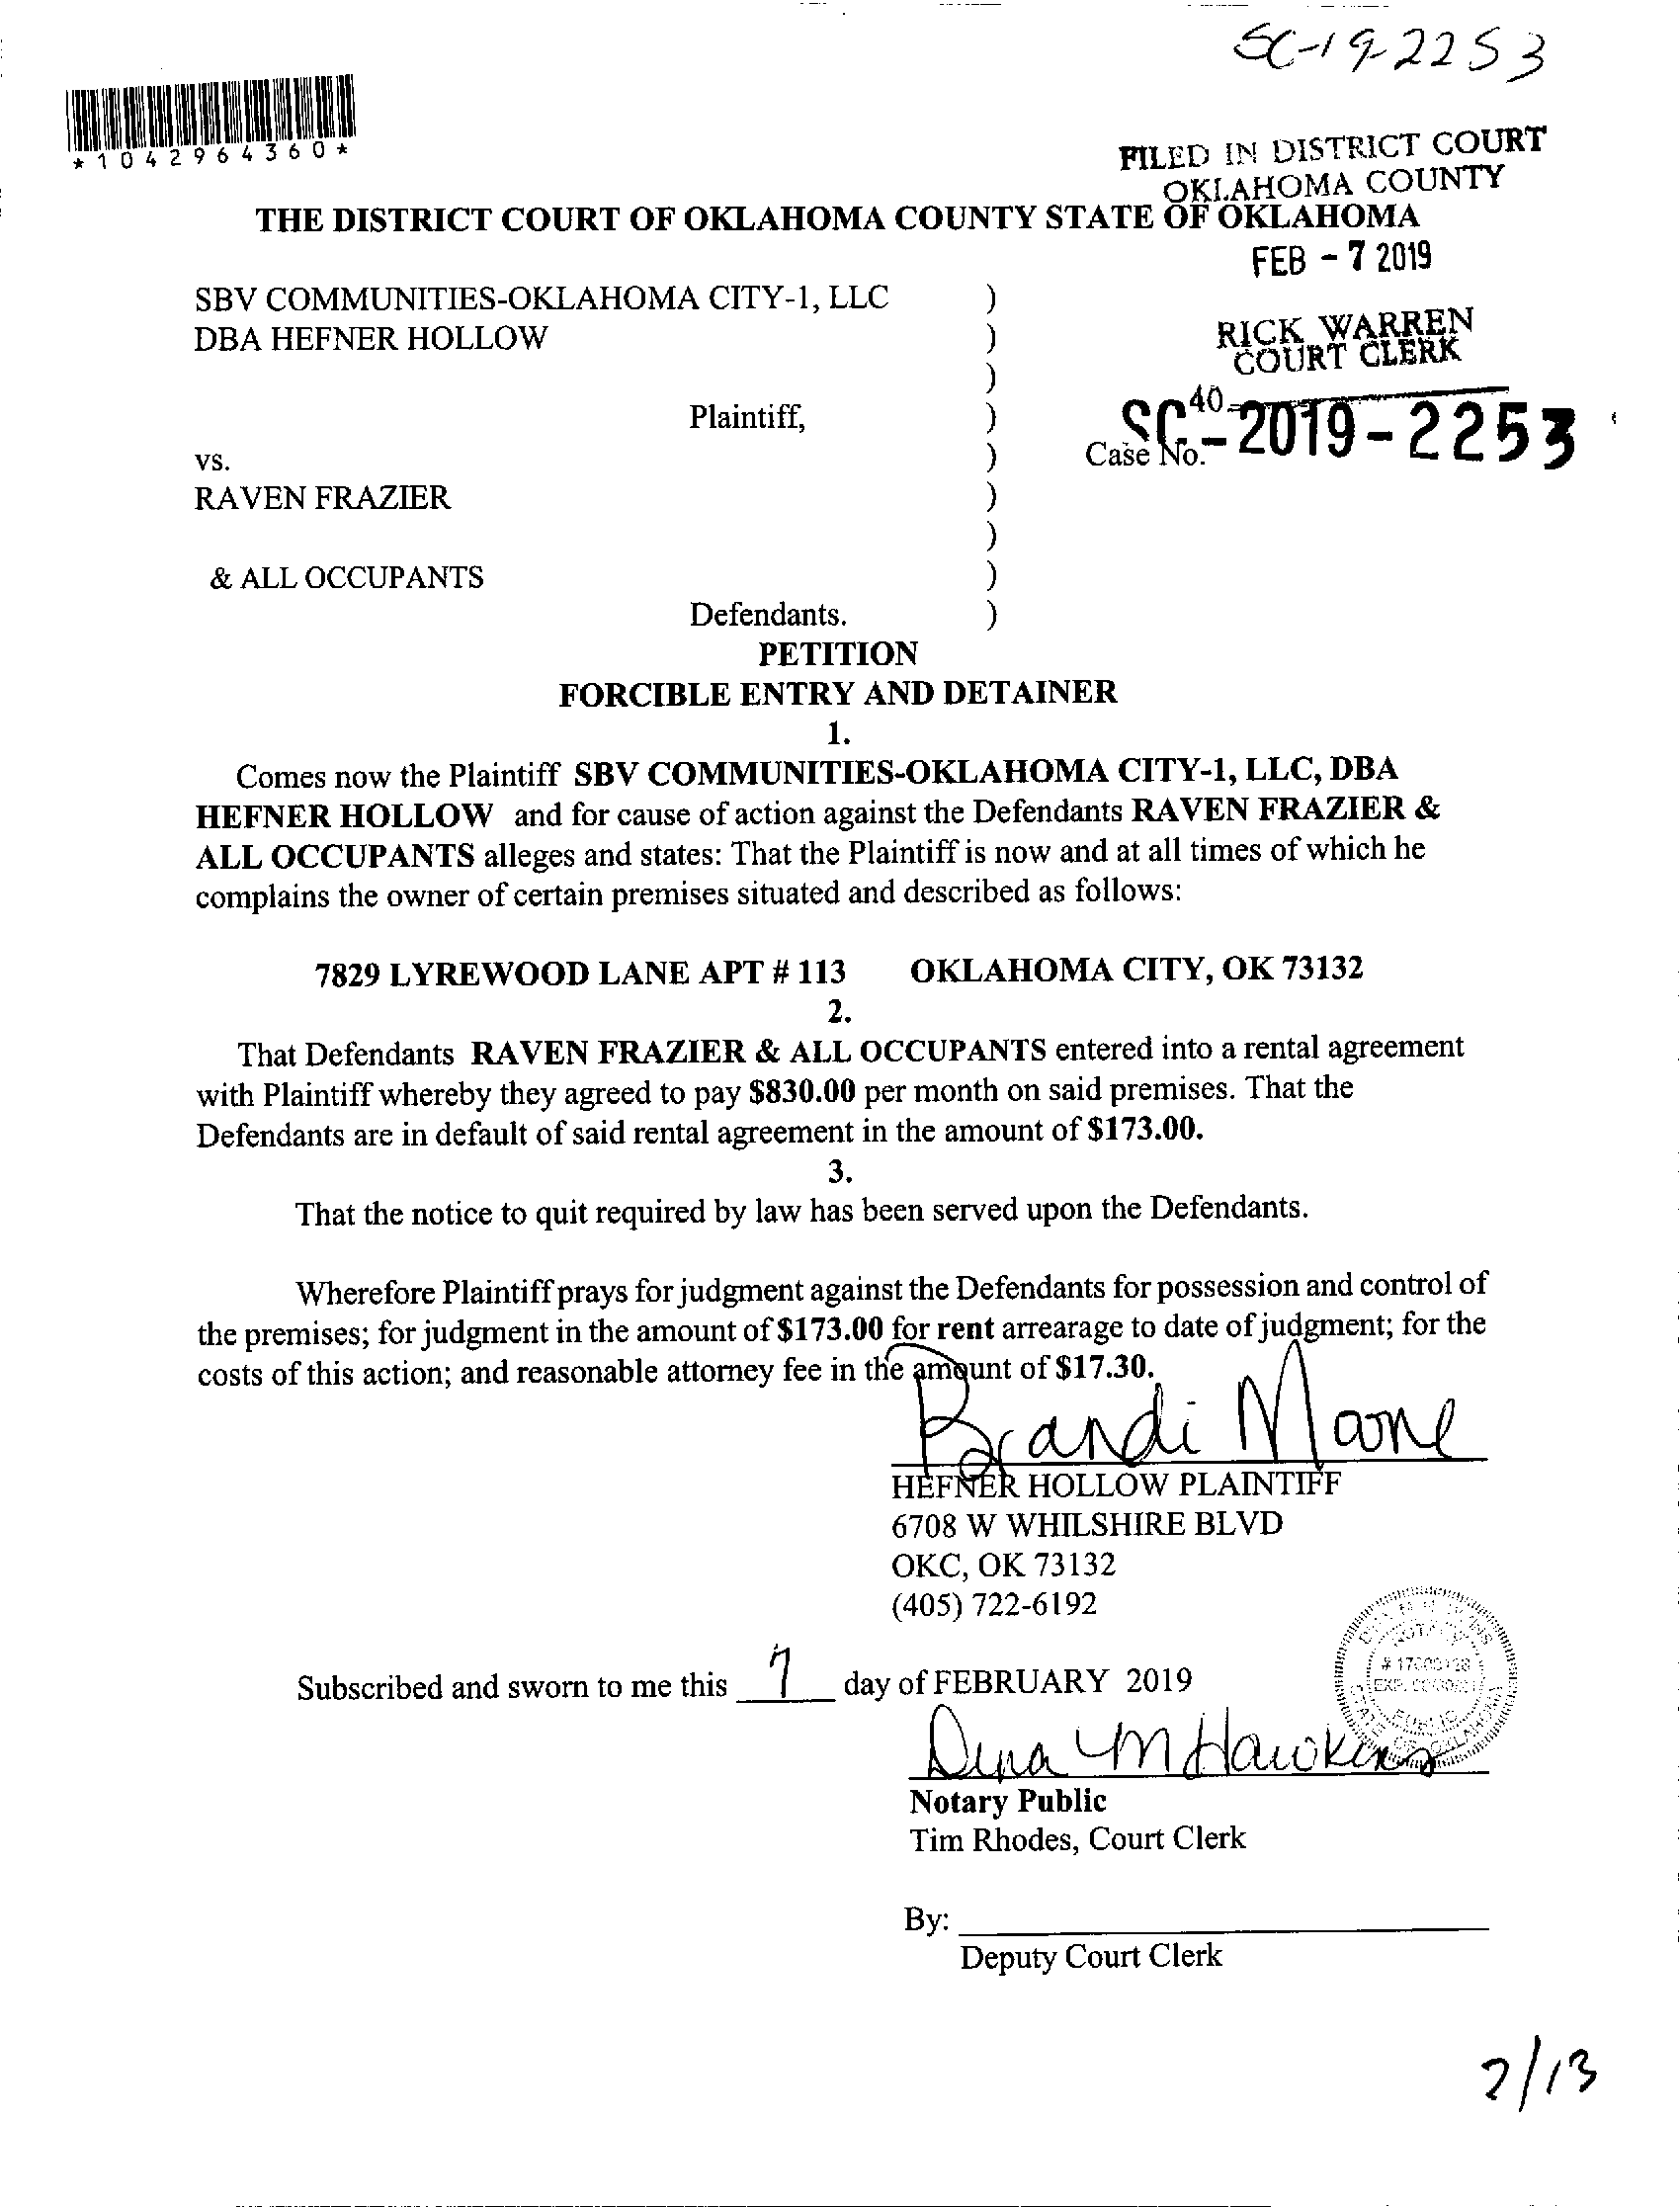 SC-19-2253
*1042964360*
FILED IN DISTRICT COURT
OKLAHOMA COUNTY
THE DISTRICT COURT OF OKLAHOMA COUNTY STATE OF OKLAHOMA
FEB - 7 2019
SBV COMMUNITIES-OKLAHOMA CITY-1, LLC )
DBA HEFNER HOLLOW )
RICK WARREN
COURT CLERK
)
40
Plaintiff, )
Case No. SC-2019-2253
vs. )
RAVEN FRAZIER )
)
& ALL OCCUPANTS )
Defendants. )
PETITION
FORCIBLE ENTRY AND DETAINER
1.
Comes now the Plaintiff SBV COMMUNITIES-OKLAHOMA CITY-1, LLC, DBA
HEFNER HOLLOW and for cause of action against the Defendants RAVEN FRAZIER &
ALL OCCUPANTS alleges and states: That the Plaintiff is now and at all times of which he
complains the owner of certain premises situated and described as follows:
7829 LYREWOOD LANE APT # 113 OKLAHOMA CITY, OK 73132
2.
That Defendants RAVEN FRAZIER & ALL OCCUPANTS entered into a rental agreement
with Plaintiff whereby they agreed to pay $830.00 per month on said premises. That the
Defendants are in default of said rental agreement in the amount of $173.00.
3.
That the notice to quit required by law has been served upon the Defendants.
Wherefore Plaintiff prays for judgment against the Defendants for possession and control of
the premises; for judgment in the amount of $173.00 for rent arrearage to date of judgment; for the
costs of this action; and reasonable attorney fee in the amount of $17.30.
Brandi Moore
HEFNER HOLLOW PLAINTIFF
6708 W WHILSHIRE BLVD
OKC, OK 73132
(405) 722-6192
Subscribed and sworn to me this 7 day of FEBRUARY 2019
Dena M Hawkins
Notary Public
Tim Rhodes, Court Clerk
By:
Deputy Court Clerk
2/13